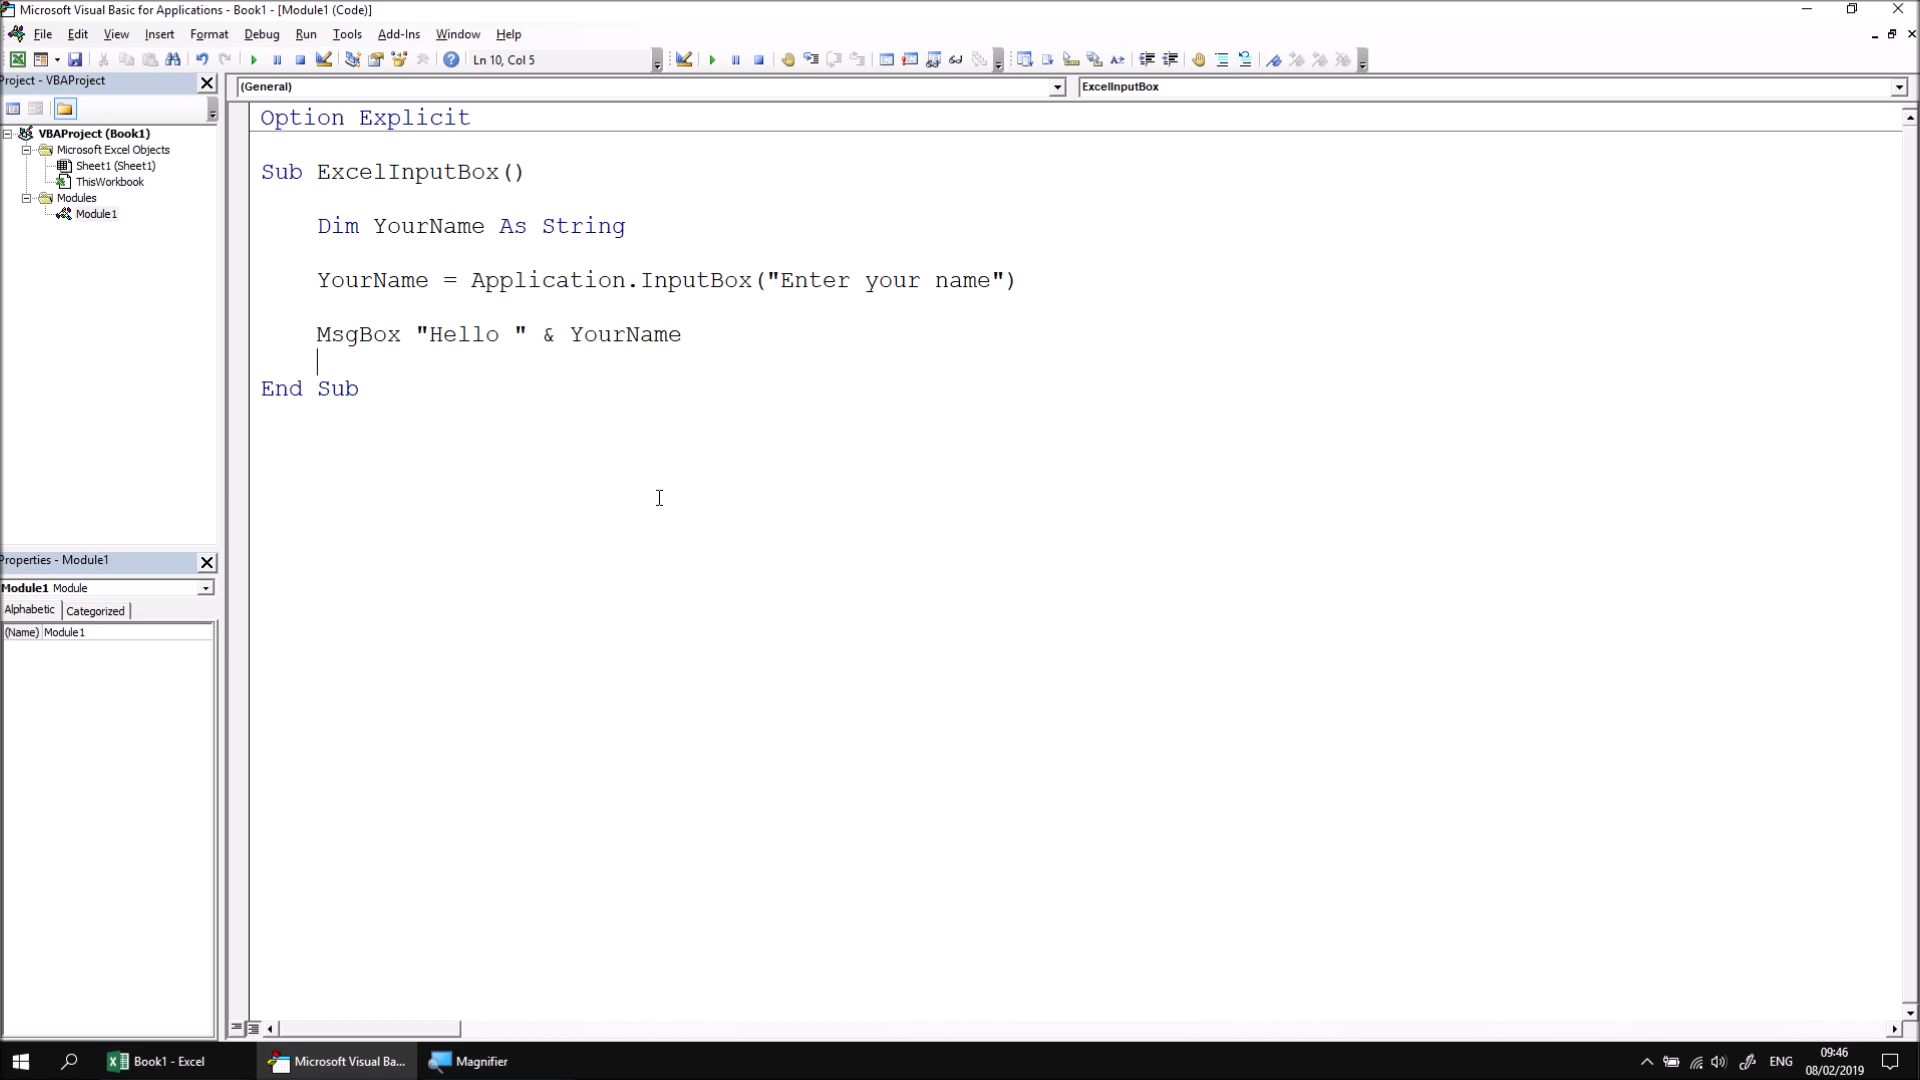 Microsoft Visual Basic for Applications - Book1 - [Module1 (Code)]
File Edit View Insert Format Debug Run Tools Add-Ins Window Help
Ln 10, Col 5
Project - VBAProject
(General) ExcelInputBox
VBAProject (Book1)
Microsoft Excel Objects
Sheet1 (Sheet1)
ThisWorkbook
Modules
Module1
Option Explicit
Sub ExcelInputBox()
Dim YourName As String
YourName = Application.InputBox("Enter your name")
MsgBox "Hello " & YourName
End Sub
Properties - Module1
Module1 Module
Alphabetic Categorized
(Name) Module1
Book1 - Excel Microsoft Visual Ba... Magnifier ENG 09:46
08/02/2019